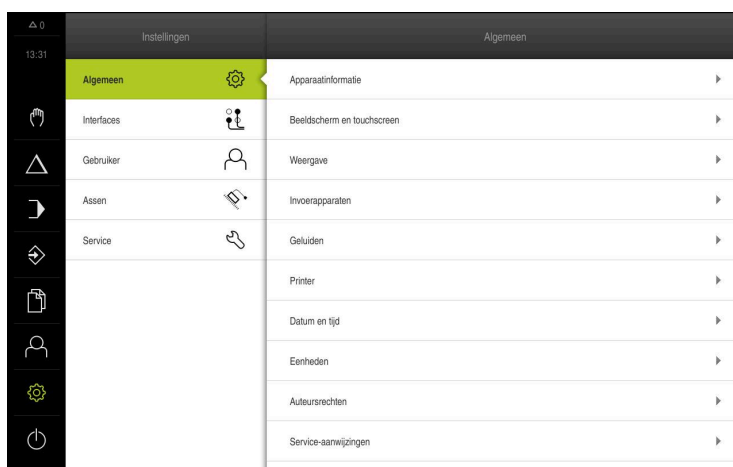 △ 0
13:31
Instellingen
Algemeen
Interfaces
Gebruiker
Assen
Service
Algemeen
Apparaatinformatie
Beeldscherm en touchscreen
Weergave
Invoerapparaten
Geluiden
Printer
Datum en tijd
Eenheden
Auteursrechten
Service-aanwijzingen